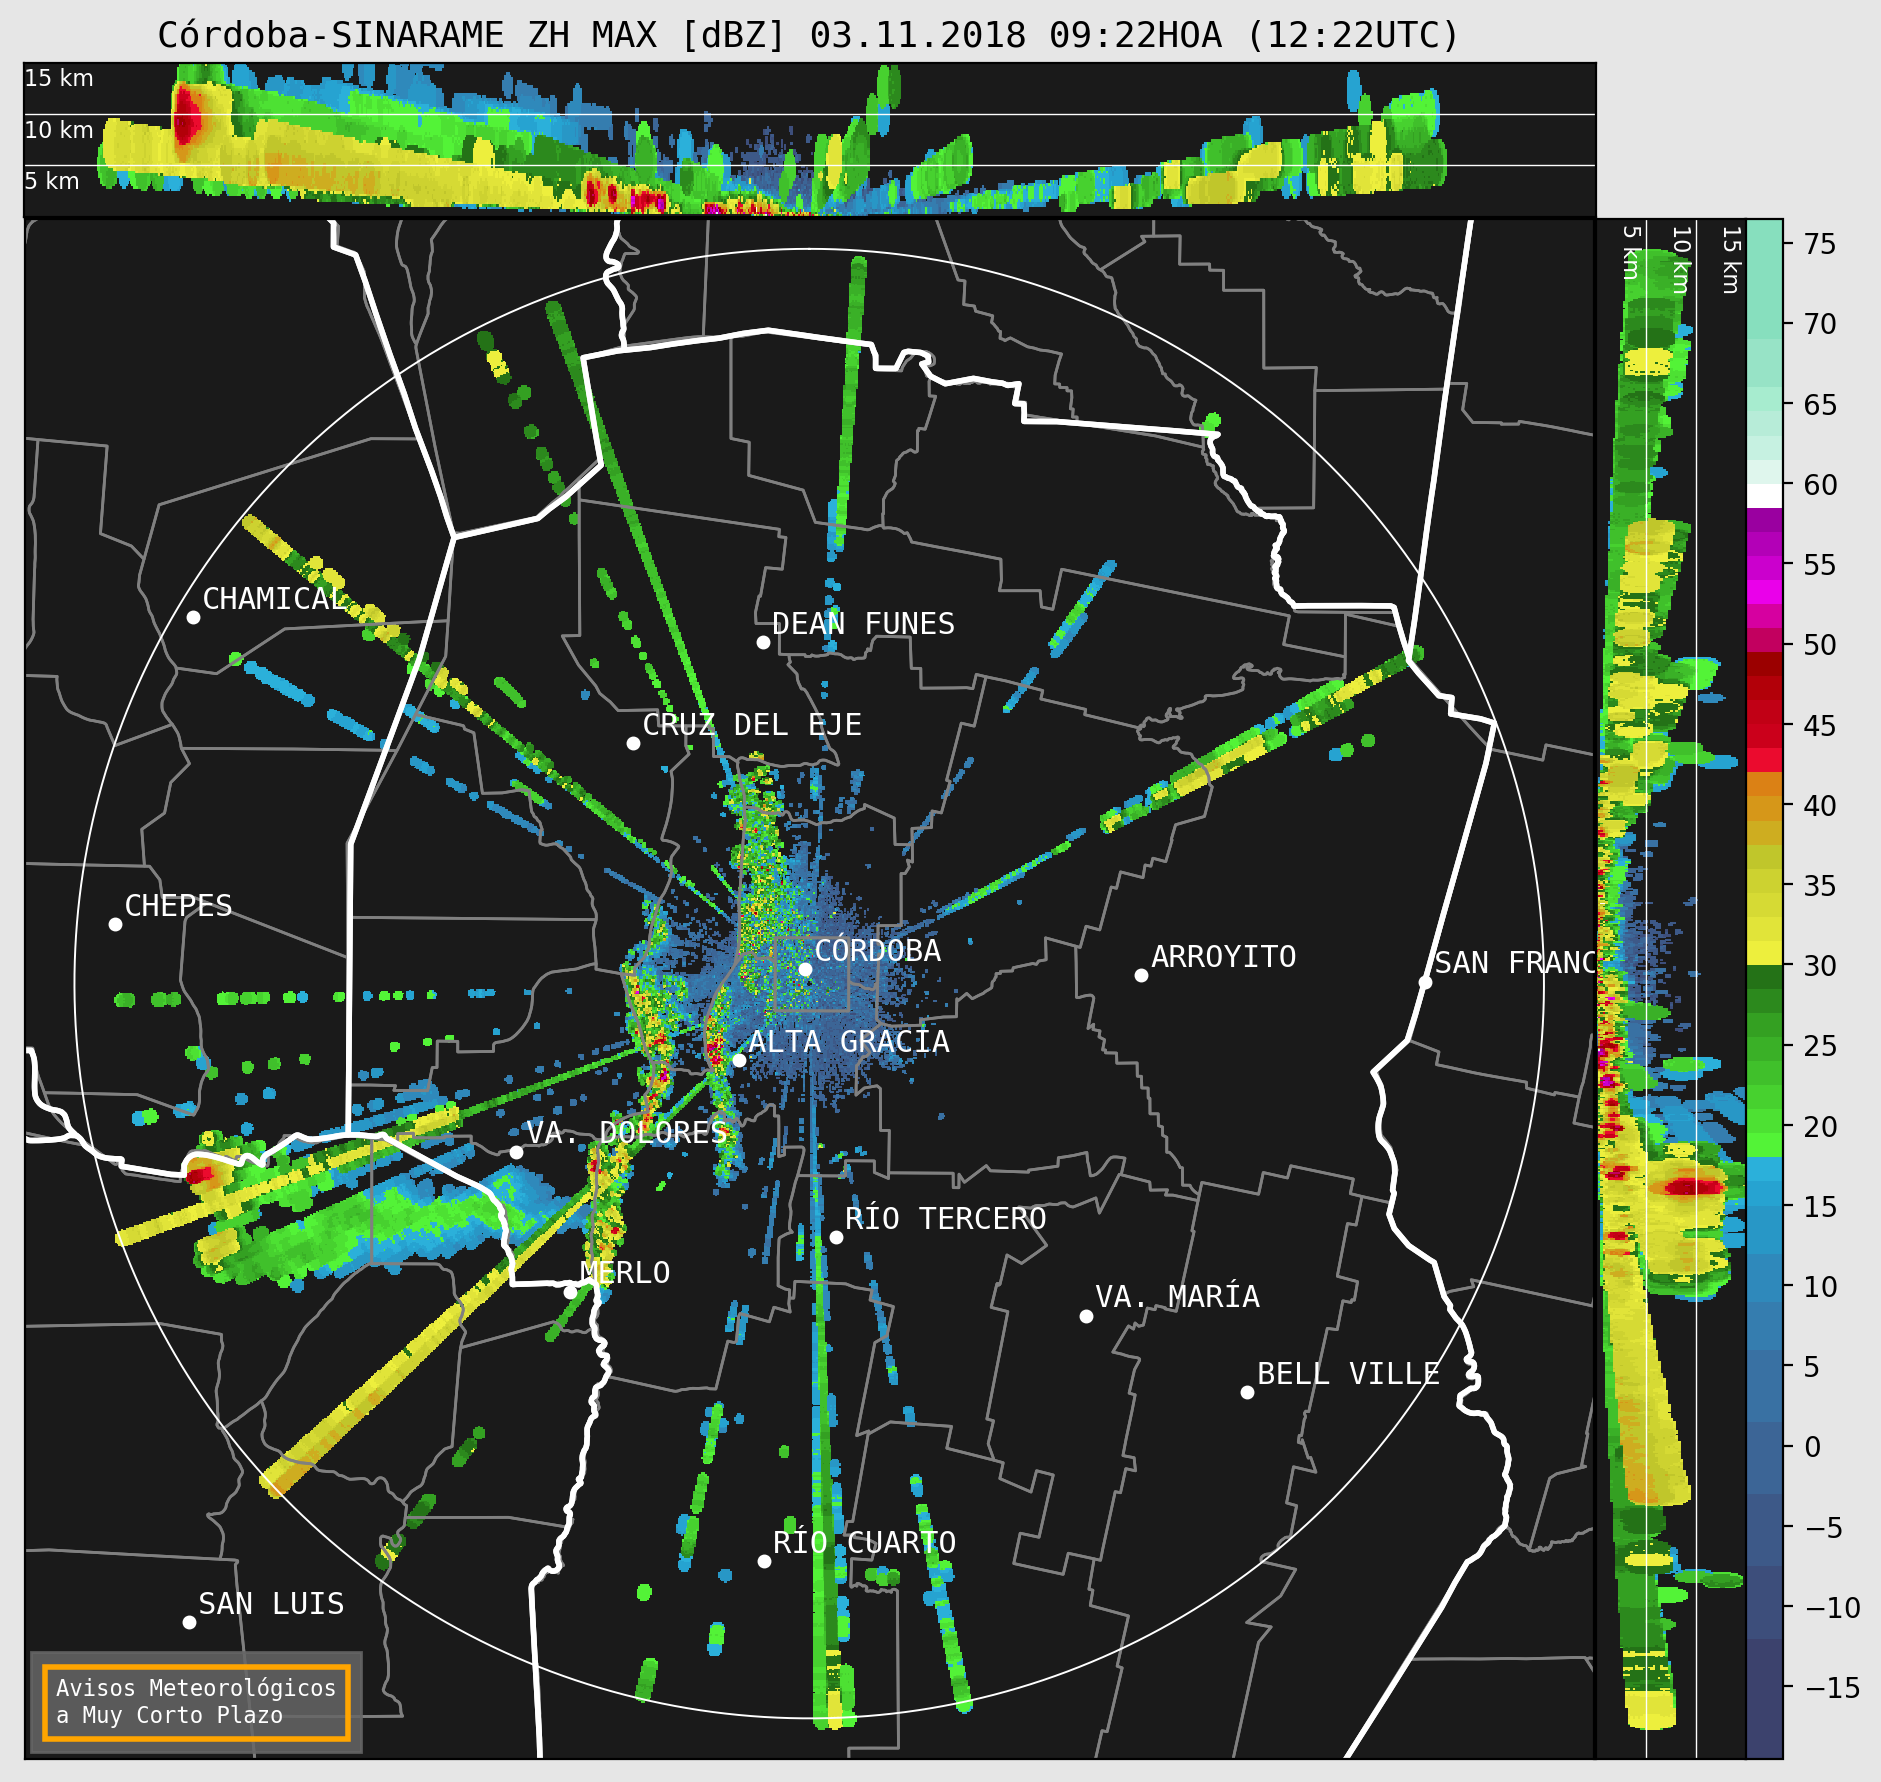 Córdoba-SINARAME ZH MAX [dBZ] 03.11.2018 09:22HOA (12:22UTC)
15 km
10 km
5 km
5 km
10 km
15 km
75
70
65
60
55
50
45
40
35
30
25
20
15
10
5
0
−5
−10
−15
CHAMICAL
DEAN FUNES
CRUZ DEL EJE
CHEPES
CÓRDOBA
ARROYITO
SAN FRANC
ALTA GRACIA
VA. DOLORES
RÍO TERCERO
MERLO
VA. MARÍA
BELL VILLE
RÍO CUARTO
SAN LUIS
Avisos Meteorológicos
a Muy Corto Plazo